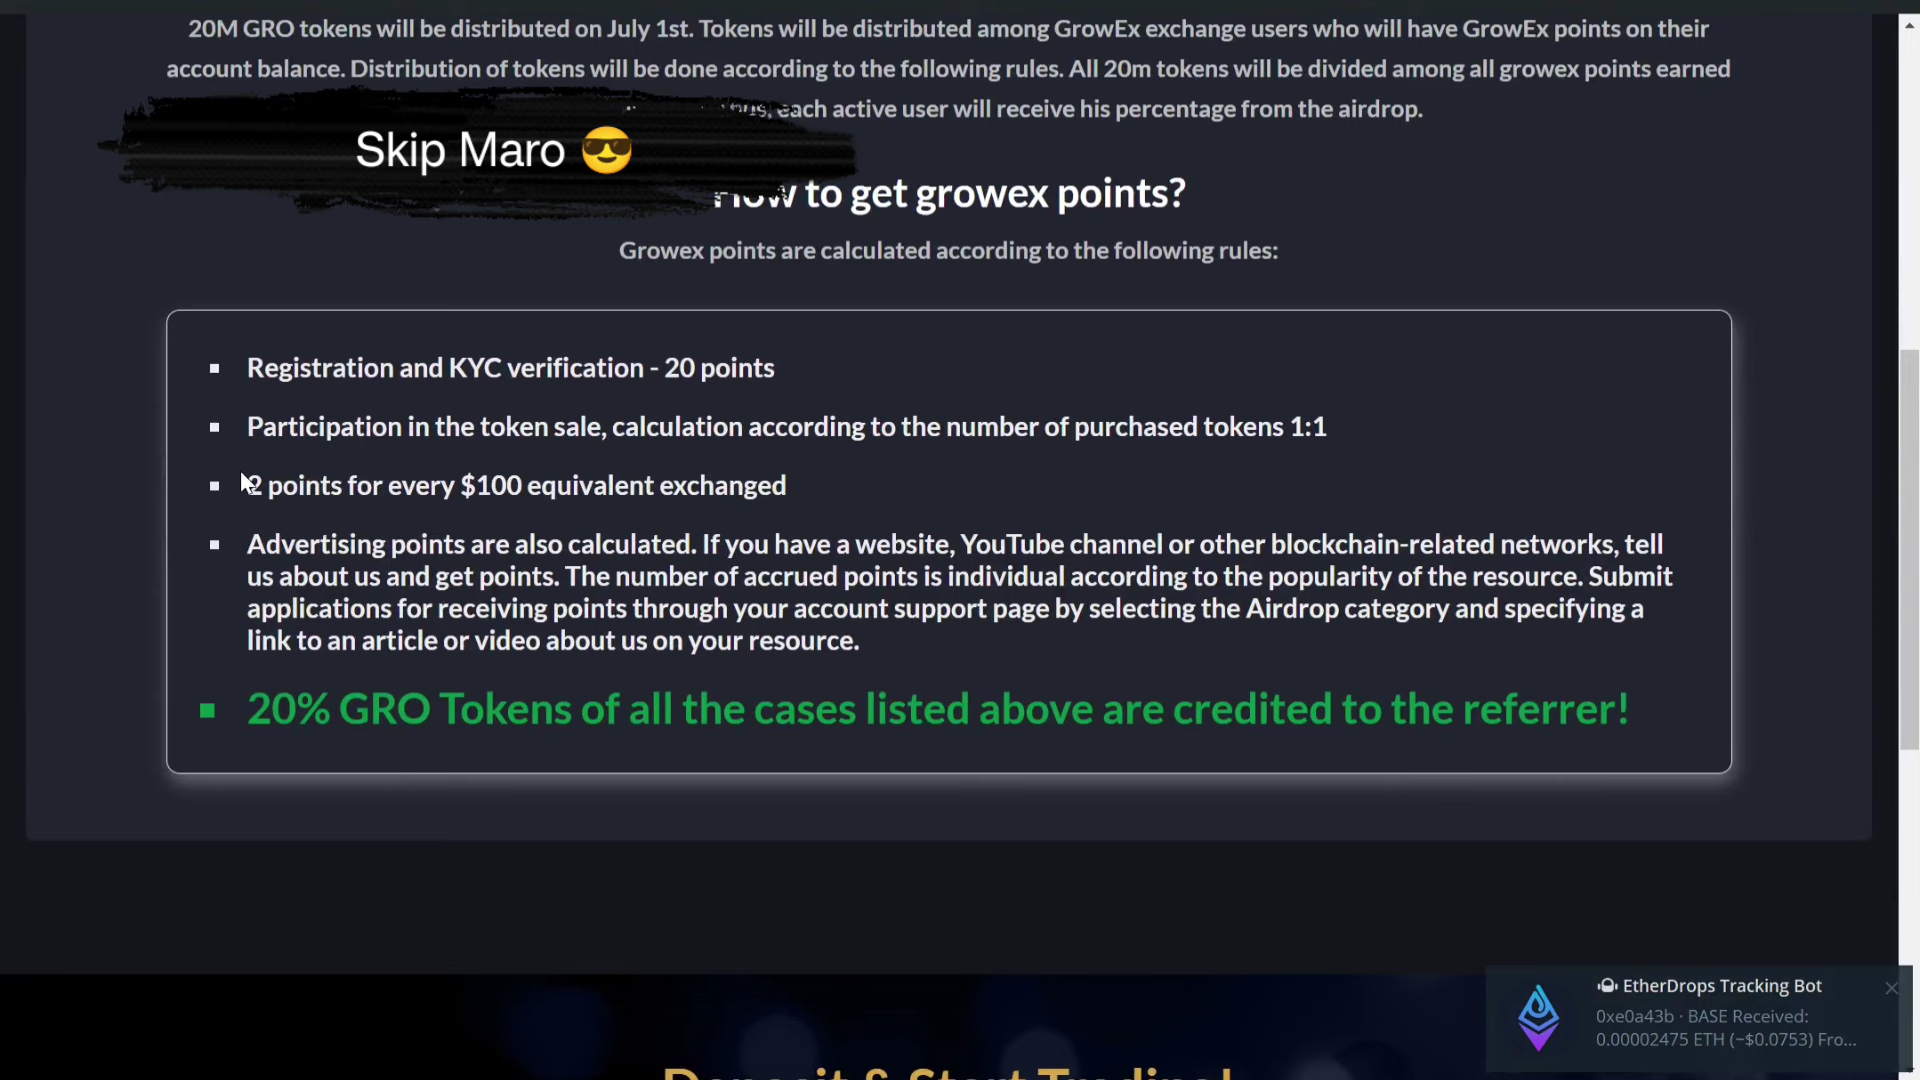 20M GRO tokens will be distributed on July 1st. Tokens will be distributed among GrowEx exchange users who will have GrowEx points on their
account balance. Distribution of tokens will be done according to the following rules. All 20m tokens will be divided among all growex points earned
each active user will receive his percentage from the airdrop.
Skip Maro 😎
How to get growex points?
Growex points are calculated according to the following rules:
▪ Registration and KYC verification - 20 points
▪ Participation in the token sale, calculation according to the number of purchased tokens 1:1
▪ 2 points for every $100 equivalent exchanged
▪ Advertising points are also calculated. If you have a website, YouTube channel or other blockchain-related networks, tell
us about us and get points. The number of accrued points is individual according to the popularity of the resource. Submit
applications for receiving points through your account support page by selecting the Airdrop category and specifying a
link to an article or video about us on your resource.
▪ 20% GRO Tokens of all the cases listed above are credited to the referrer!
EtherDrops Tracking Bot
0xe0a43b · BASE Received:
0.00002475 ETH (~$0.0753) Fro...
Deposit & Start Trading!